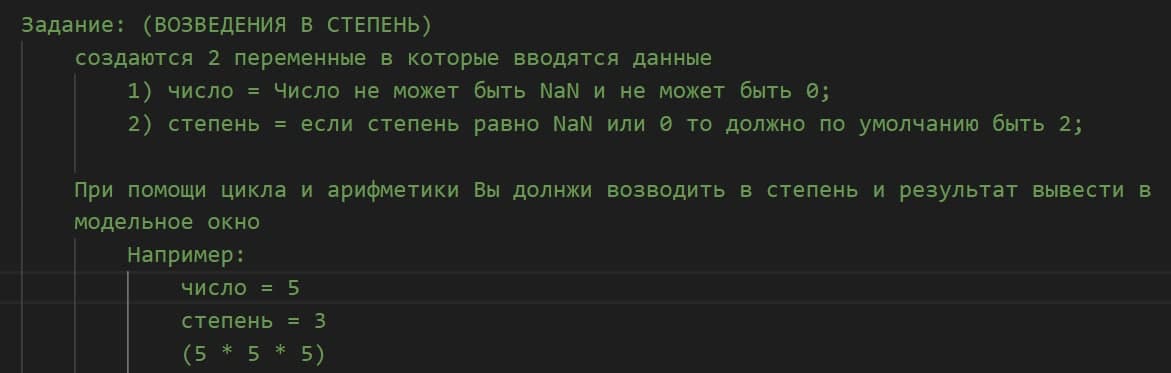 Задание: (ВОЗВЕДЕНИЯ В СТЕПЕНЬ)
создаются 2 переменные в которые вводятся данные
1) число = Число не может быть NaN и не может быть 0;
2) степень = если степень равно NaN или 0 то должно по умолчанию быть 2;
При помощи цикла и арифметики Вы долнжи возводить в степень и результат вывести в
модельное окно
Например:
число = 5
степень = 3
(5 * 5 * 5)